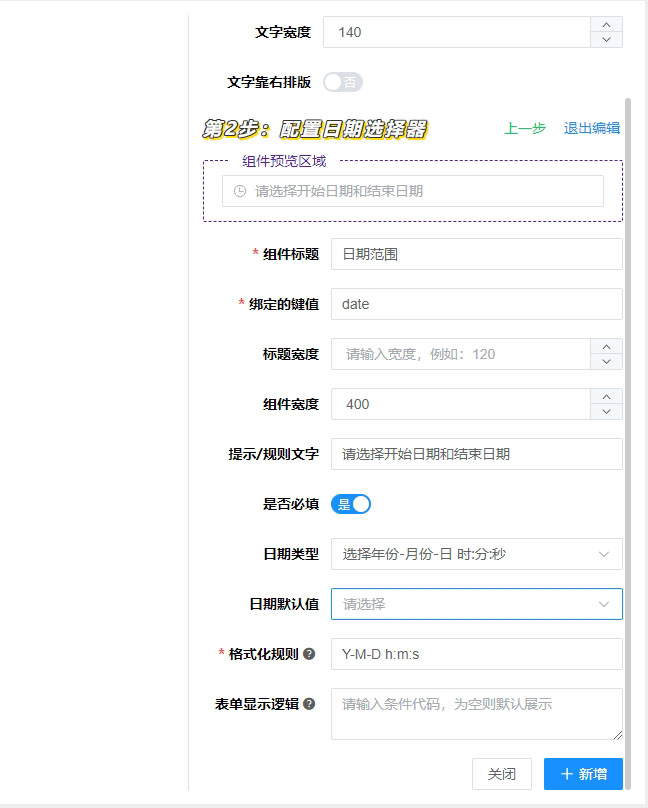 文字宽度 140
文字靠右排版 否
第2步：配置日期选择器 上一步 退出编辑
组件预览区域
请选择开始日期和结束日期
* 组件标题 日期范围
* 绑定的键值 date
标题宽度 请输入宽度，例如：120
组件宽度 400
提示/规则文字 请选择开始日期和结束日期
是否必填 是
日期类型 选择年份-月份-日 时:分:秒
日期默认值 请选择
* 格式化规则 ? Y-M-D h:m:s
表单显示逻辑 ? 请输入条件代码，为空则默认展示
关闭 + 新增